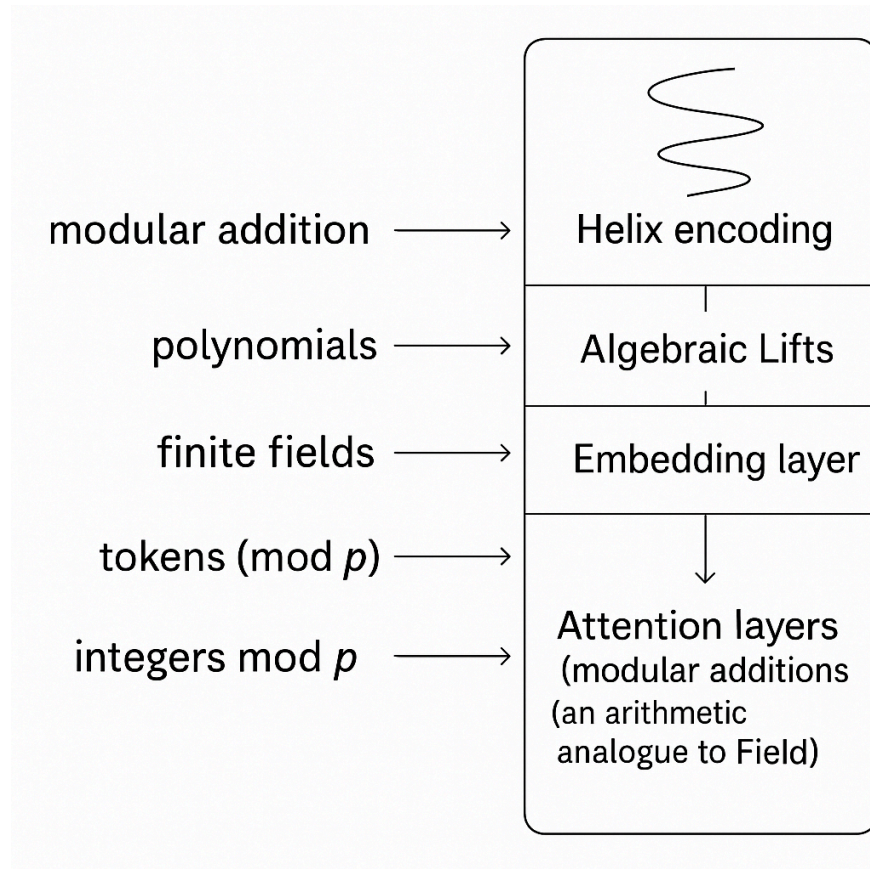 modular addition
Helix encoding
polynomials
Algebraic Lifts
finite fields
Embedding layer
tokens (mod p)
integers mod p
Attention layers
(modular additions
(an arithmetic
analogue to Field)